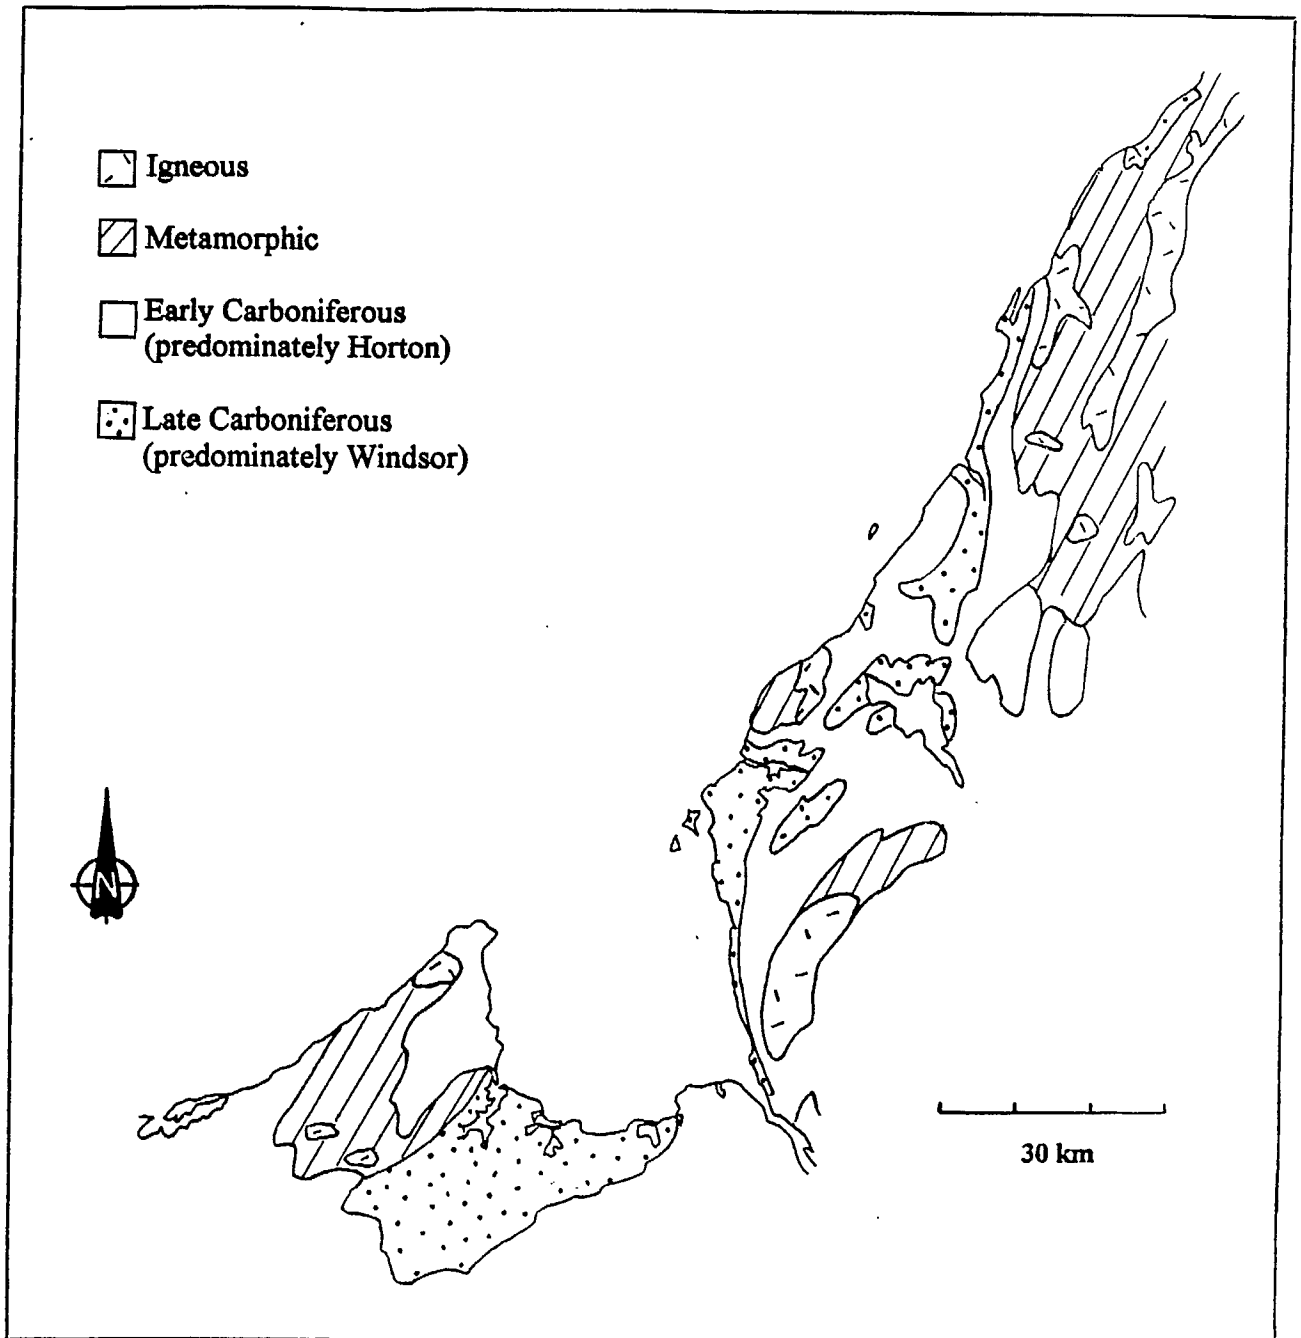 Igneous
Metamorphic
Early Carboniferous
(predominately Horton)
Late Carboniferous
(predominately Windsor)
N
30 km